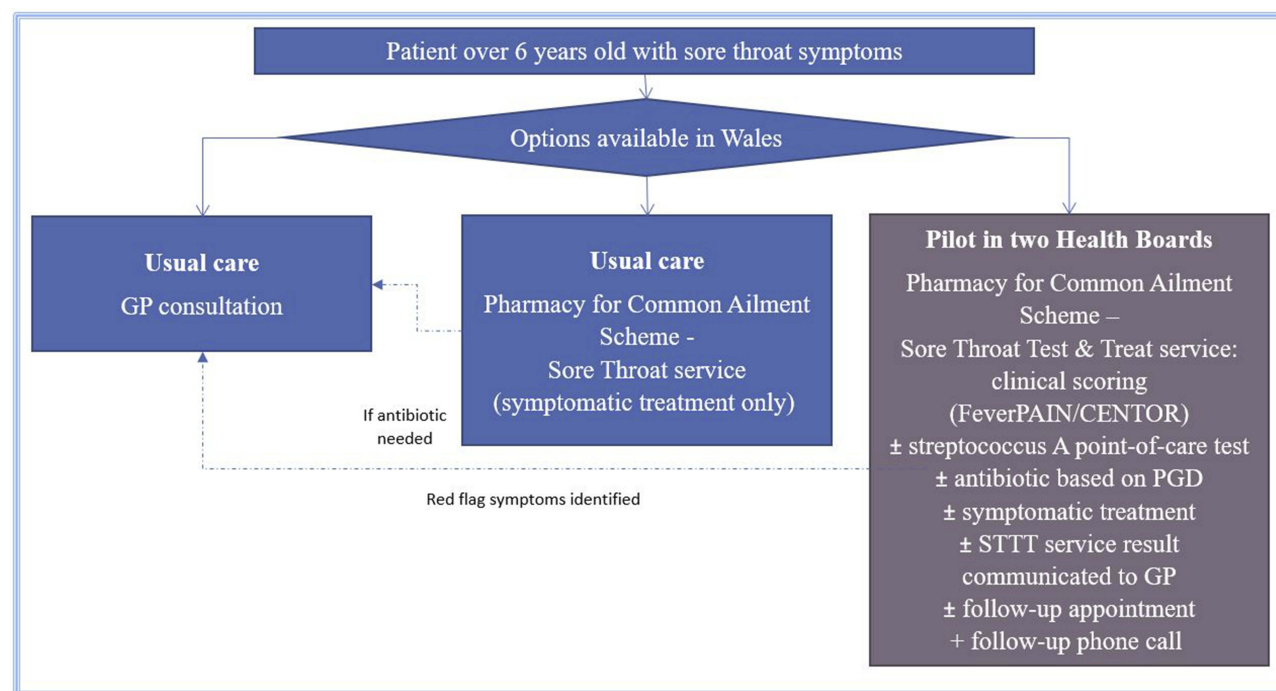 Patient over 6 years old with sore throat symptoms
Options available in Wales
Usual care
GP consultation
Usual care
Pharmacy for Common Ailment
Scheme -
Sore Throat service
(symptomatic treatment only)
If antibiotic
needed
Red flag symptoms identified
Pilot in two Health Boards
Pharmacy for Common Ailment
Scheme –
Sore Throat Test & Treat service:
clinical scoring
(FeverPAIN/CENTOR)
± streptococcus A point-of-care test
± antibiotic based on PGD
± symptomatic treatment
± STTT service result
communicated to GP
± follow-up appointment
+ follow-up phone call